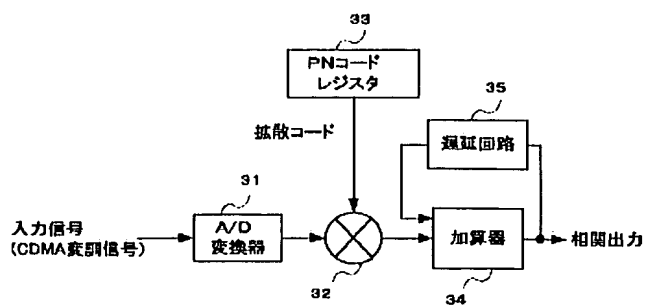 33
PNコード
レジスタ
35
遅延回路
拡散コード
31
入力信号
(CDMA変調信号)
A/D
変換器
32
加算器
34
相関出力